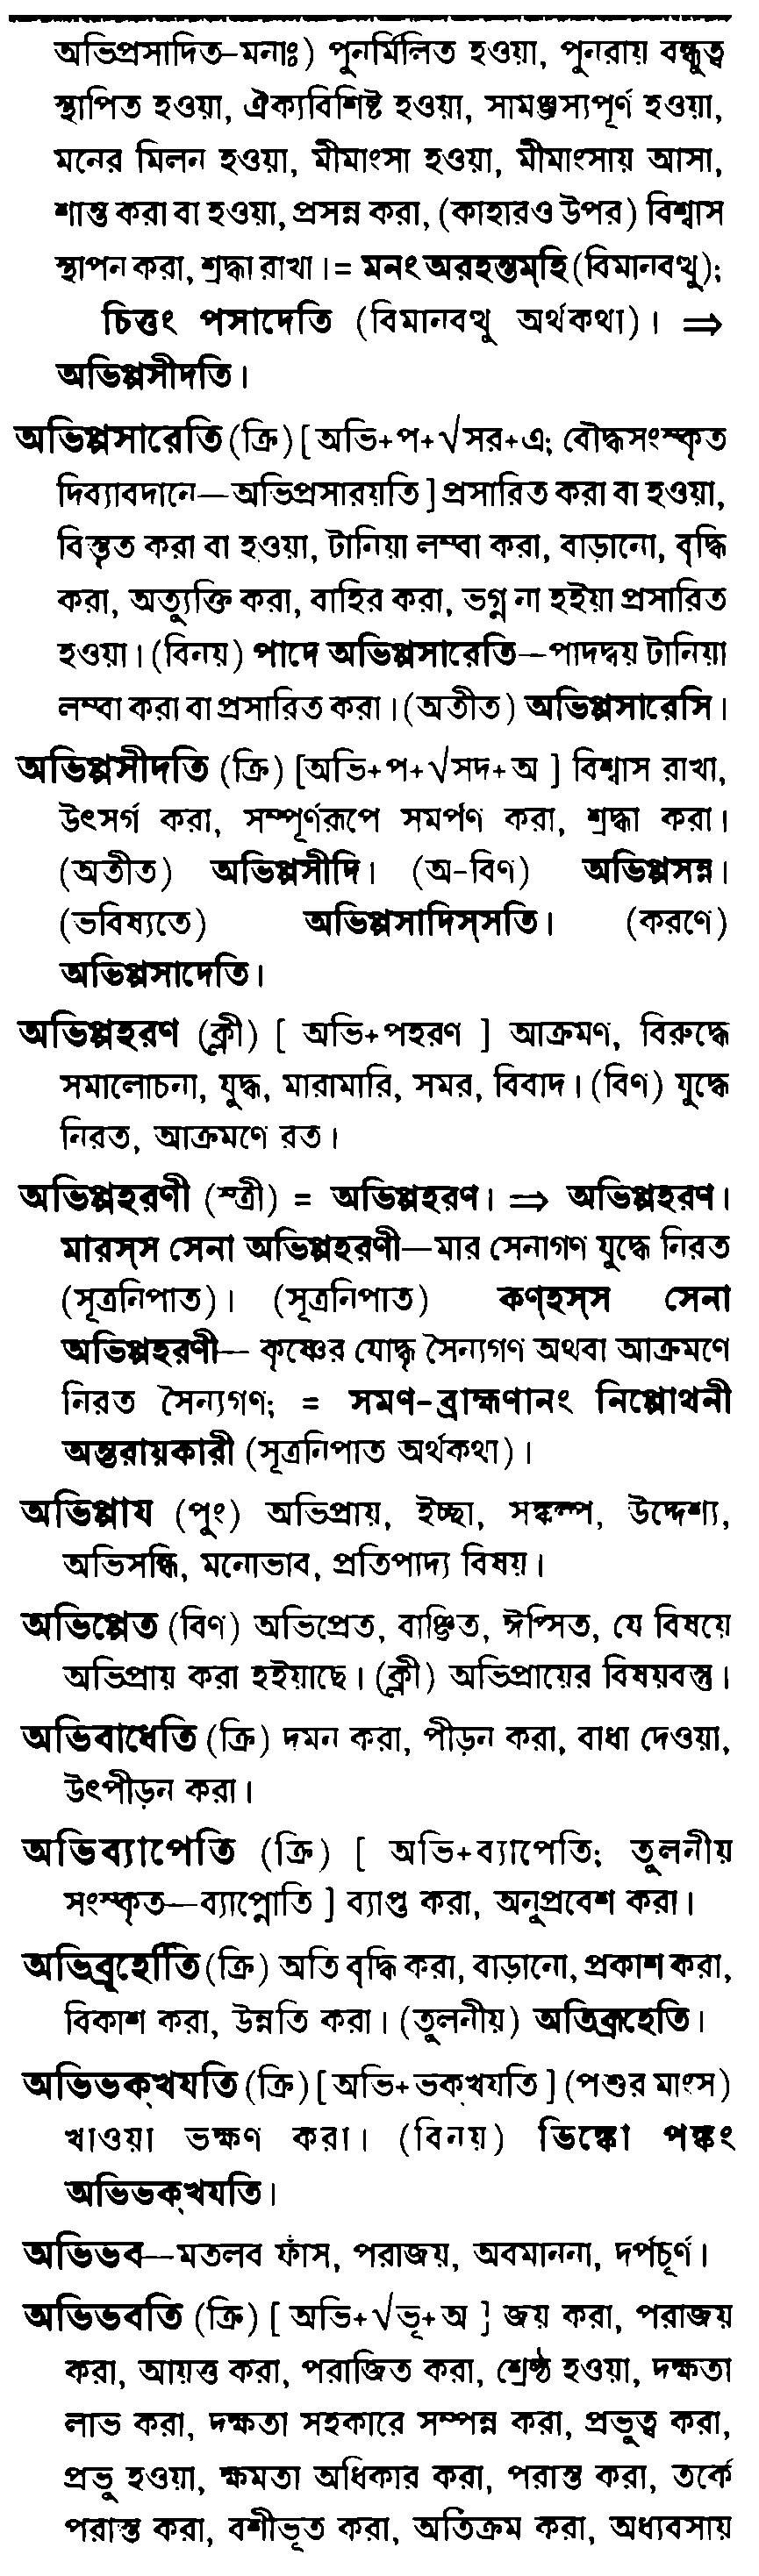 অভিপ্রসাদিত–মনাঃ) পুনর্মিলিত হওয়া, পুনরায় বন্ধুত্ব
স্থাপিত হওয়া, ঐক্যবিশিষ্ট হওয়া, সামঞ্জস্যপূর্ণ হওয়া,
মনের মিলন হওয়া, মীমাংসা হওয়া, মীমাংসায় আসা,
শান্ত করা বা হওয়া, প্রসন্ন করা, (কাহারও উপর) বিশ্বাস
স্থাপন করা, শ্রদ্ধা রাখা। = মনং অরহন্তম্‌হি (বিমানবত্থু);
চিত্তং পসাদেতি (বিমানবত্থু অর্থকথা)। ⇒
অভিপ্পসীদতি।
অভিপ্পসারেতি (ক্রি) [ অভি+প+√সর+এ; বৌদ্ধসংস্কৃত
দিব্যাবদানে—অভিপ্রসারয়তি ] প্রসারিত করা বা হওয়া,
বিস্তৃত করা বা হওয়া, টানিয়া লম্বা করা, বাড়ানো, বৃদ্ধি
করা, অত্যুক্তি করা, বাহির করা, ভগ্ন না হইয়া প্রসারিত
হওয়া। (বিনয়) পাদে অভিপ্পসারেতি—পাদদ্বয় টানিয়া
লম্বা করা বা প্রসারিত করা। (অতীত) অভিপ্পসারেসি।
অভিপ্পসীদতি (ক্রি) [অভি+প+√সদ+অ ] বিশ্বাস রাখা,
উৎসর্গ করা, সম্পূর্ণরূপে সমর্পণ করা, শ্রদ্ধা করা।
(অতীত) অভিপ্পসীদি। (অ-বিণ) অভিপ্পসন্ন।
(ভবিষ্যতে) অভিপ্পসাদিস্‌সতি। (করণে)
অভিপ্পসাদেতি।
অভিপ্পহরণ (ক্লী) [ অভি+পহরণ ] আক্রমণ, বিরুদ্ধে
সমালোচনা, যুদ্ধ, মারামারি, সমর, বিবাদ। (বিণ) যুদ্ধে
নিরত, আক্রমণে রত।
অভিপ্পহরণী (স্ত্রী) = অভিপ্পহরণ। ⇒ অভিপ্পহরণ।
মারস্‌স সেনা অভিপ্পহরণী—মার সেনাগণ যুদ্ধে নিরত
(সূত্রনিপাত)। (সূত্রনিপাত) কণ্‌হস্‌স সেনা
অভিপ্পহরণী— কৃষ্ণের যোদ্ধৃ সৈন্যগণ অথবা আক্রমণে
নিরত সৈন্যগণ; = সমণ-ব্রাহ্মণানং নিপ্পোথনী
অন্তরায়কারী (সূত্রনিপাত অর্থকথা)।
অভিপ্পায (পুং) অভিপ্রায়, ইচ্ছা, সঙ্কল্প, উদ্দেশ্য,
অভিসন্ধি, মনোভাব, প্রতিপাদ্য বিষয়।
অভিপ্পেত (বিণ) অভিপ্রেত, বাঞ্ছিত, ঈপ্সিত, যে বিষয়ে
অভিপ্রায় করা হইয়াছে। (ক্লী) অভিপ্রায়ের বিষয়বস্তু।
অভিবাধেতি (ক্রি) দমন করা, পীড়ন করা, বাধা দেওয়া,
উৎপীড়ন করা।
অভিব্যাপেতি (ক্রি) [ অভি+ব্যাপেতি; তুলনীয়
সংস্কৃত—ব্যাপ্নোতি ] ব্যাপ্ত করা, অনুপ্রবেশ করা।
অভিব্রূহেতি (ক্রি) অতি বৃদ্ধি করা, বাড়ানো, প্রকাশ করা,
বিকাশ করা, উন্নতি করা। (তুলনীয়) অতিব্রূহেতি।
অভিভক্‌খযতি (ক্রি) [ অভি+ভক্‌খযতি ] (পশুর মাংস)
খাওয়া ভক্ষণ করা। (বিনয়) ভিঙ্কো পঙ্কং
অভিভক্‌খযতি।
অভিভব—মতলব ফাঁস, পরাজয়, অবমাননা, দর্পচূর্ণ।
অভিভবতি (ক্রি) [ অভি+√ভূ+অ ] জয় করা, পরাজয়
করা, আয়ত্ত করা, পরাজিত করা, শ্রেষ্ঠ হওয়া, দক্ষতা
লাভ করা, দক্ষতা সহকারে সম্পন্ন করা, প্রভুত্ব করা,
প্রভু হওয়া, ক্ষমতা অধিকার করা, পরাস্ত করা, তর্কে
পরাস্ত করা, বশীভূত করা, অতিক্রম করা, অধ্যবসায়